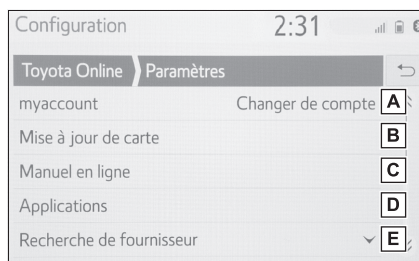 Configuration 2:31
Toyota Online Paramètres
myaccount Changer de compte A
Mise à jour de carte B
Manuel en ligne C
Applications D
Recherche de fournisseur E